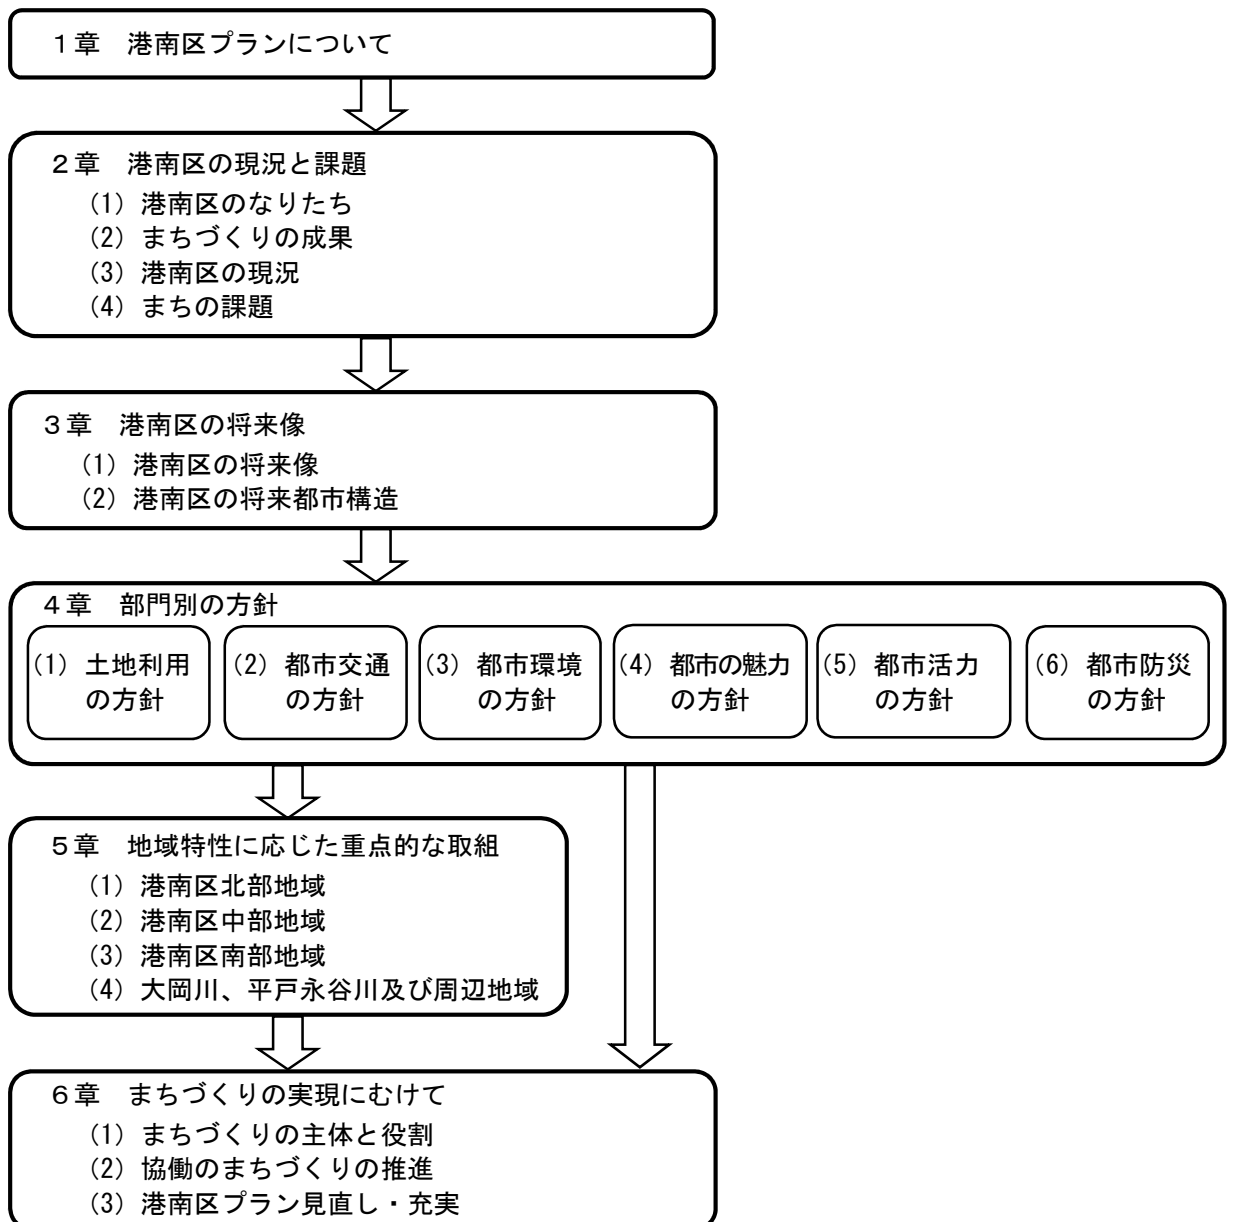 １章　港南区プランについて
２章　港南区の現況と課題
(1) 港南区のなりたち
(2) まちづくりの成果
(3) 港南区の現況
(4) まちの課題
３章　港南区の将来像
(1) 港南区の将来像
(2) 港南区の将来都市構造
４章　部門別の方針
(1) 土地利用
の方針
(2) 都市交通
の方針
(3) 都市環境
の方針
(4) 都市の魅力
の方針
(5) 都市活力
の方針
(6) 都市防災
の方針
５章　地域特性に応じた重点的な取組
(1) 港南区北部地域
(2) 港南区中部地域
(3) 港南区南部地域
(4) 大岡川、平戸永谷川及び周辺地域
６章　まちづくりの実現にむけて
(1) まちづくりの主体と役割
(2) 協働のまちづくりの推進
(3) 港南区プラン見直し・充実